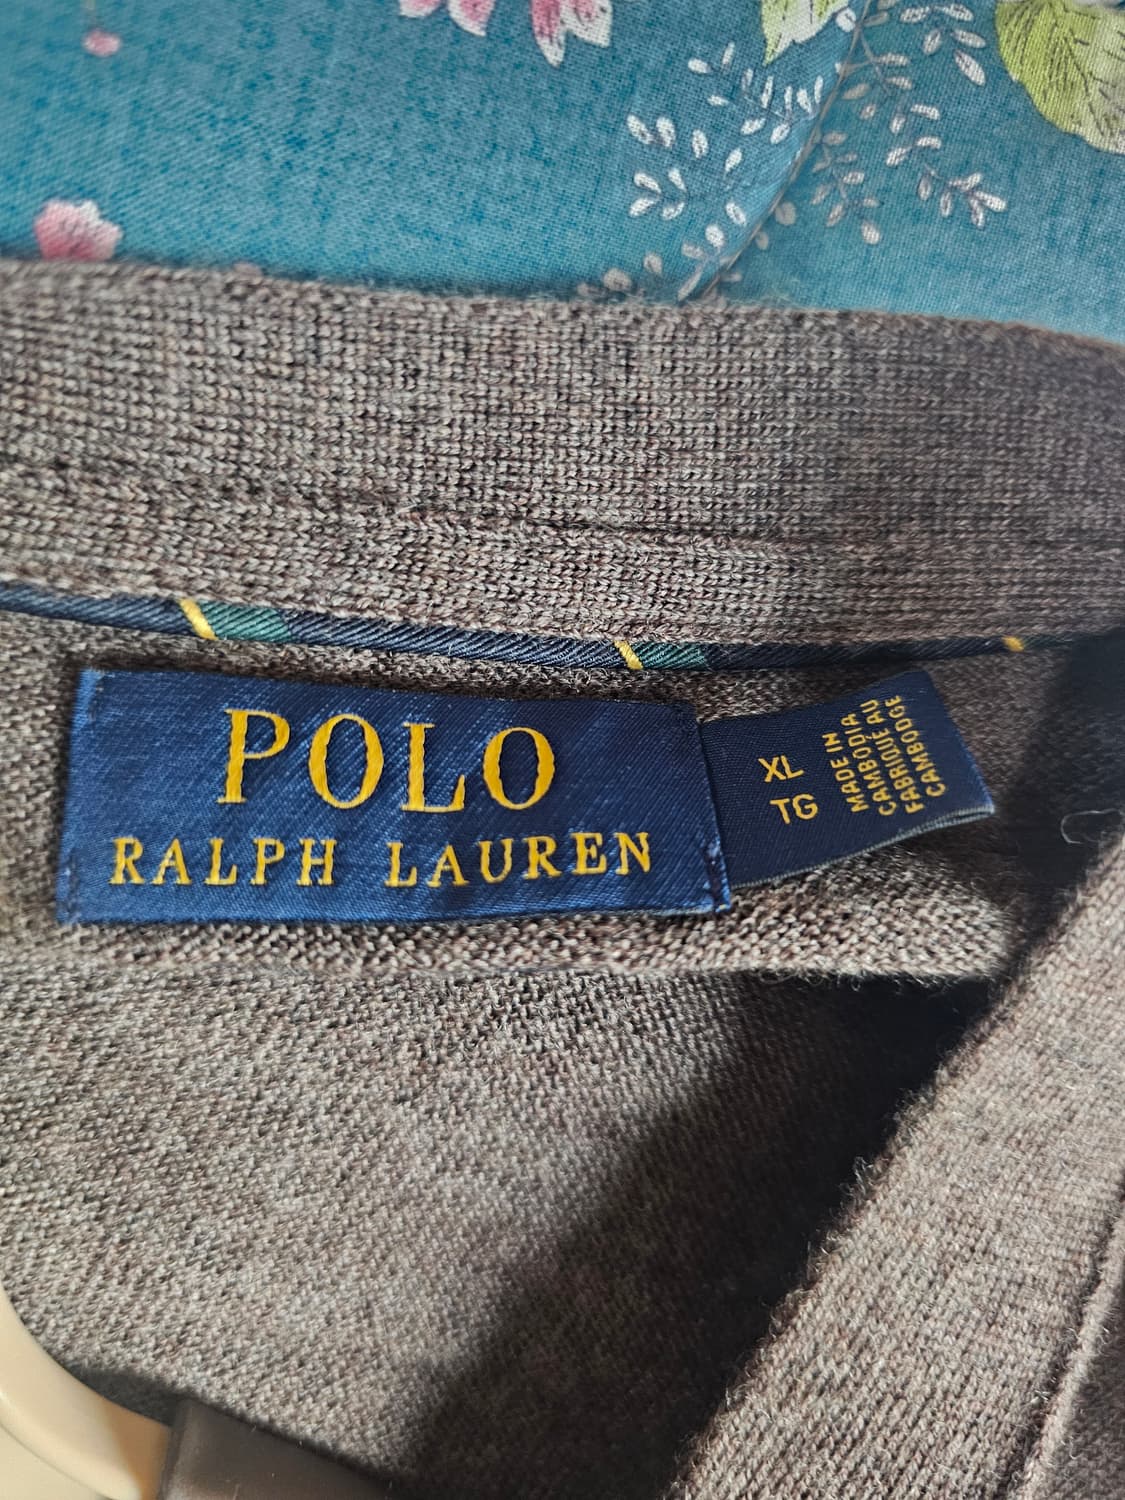 POLO
RALPH LAUREN
XL
TG
MADE IN
CAMBODIA
FABRIQUÉ AU
CAMBODGE